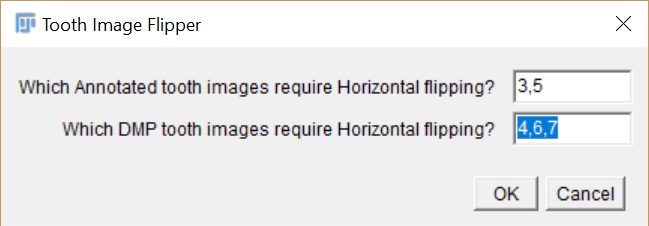 Tooth Image Flipper
Which Annotated tooth images require Horizontal flipping? 3,5
Which DMP tooth images require Horizontal flipping? 4,6,7
OK Cancel